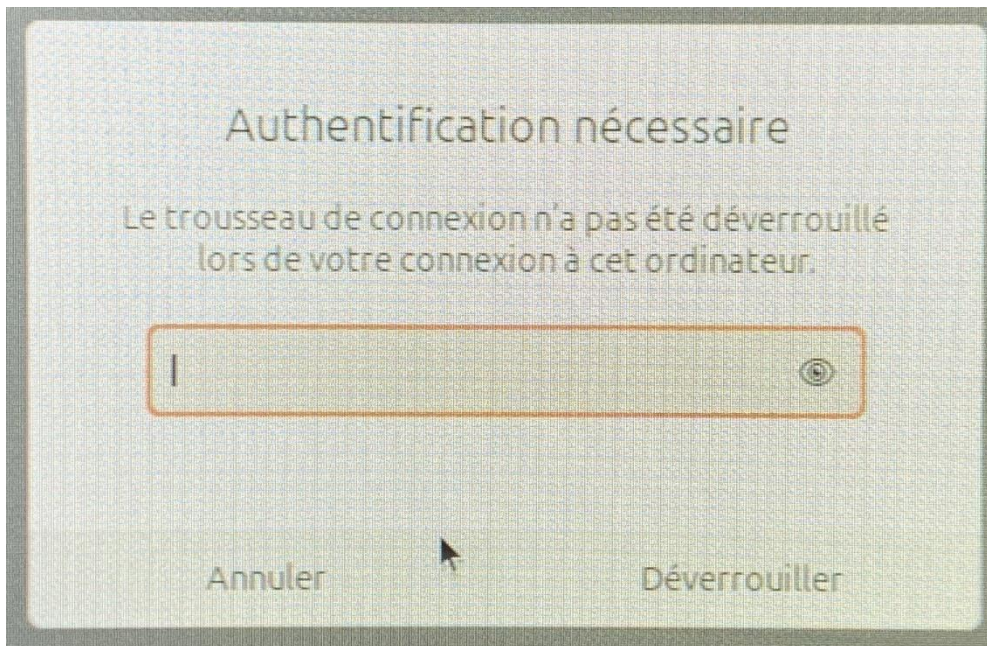 Authentification nécessaire
Le trousseau de connexion n'a pas été déverrouillé
lors de votre connexion à cet ordinateur.
Annuler
Déverrouiller